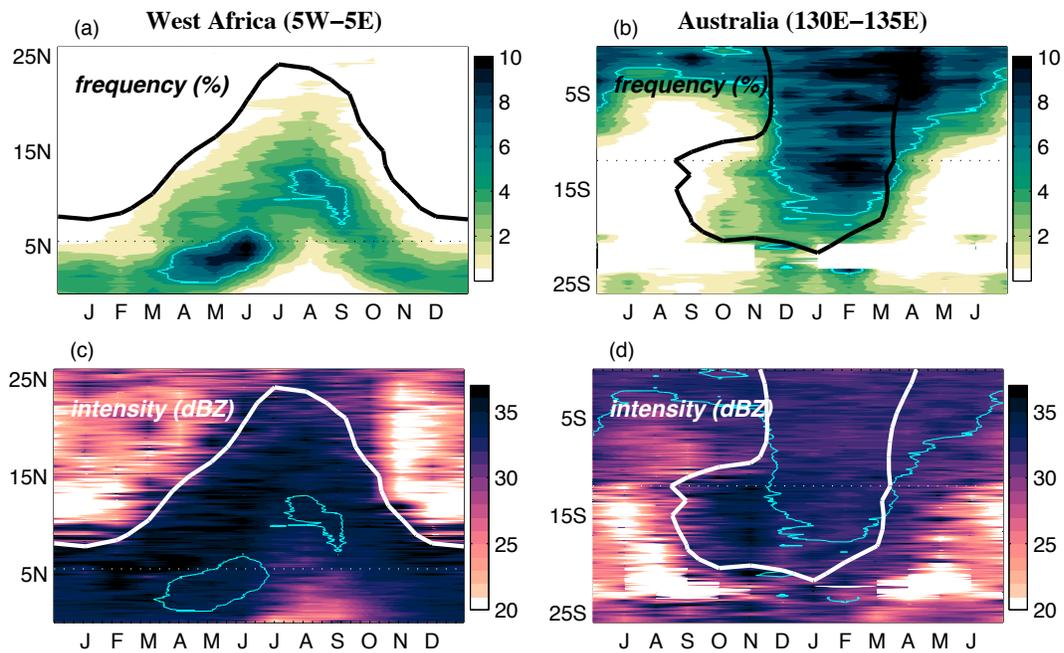 West Africa (5W−5E)
Australia (130E−135E)
(a)
(b)
frequency (%)
frequency (%)
25N
15N
5N
5S
15S
25S
10
8
6
4
2
10
8
6
4
2
J F M A M J J A S O N D
J A S O N D J F M A M J
(c)
(d)
intensity (dBZ)
intensity (dBZ)
25N
15N
5N
5S
15S
25S
35
30
25
20
35
30
25
20
J F M A M J J A S O N D
J A S O N D J F M A M J